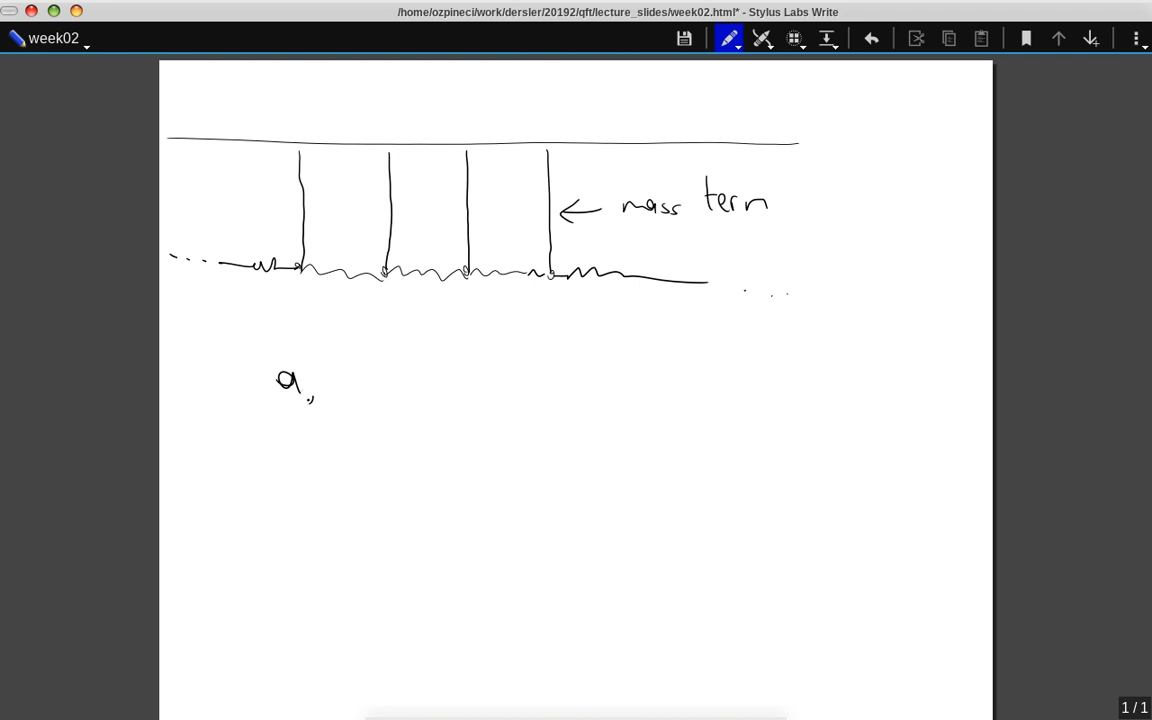 /home/ozpineci/work/dersler/20192/qft/lecture_slides/week02.html* - Stylus Labs Write
week02
← mass term
....
...
a,
1 / 1